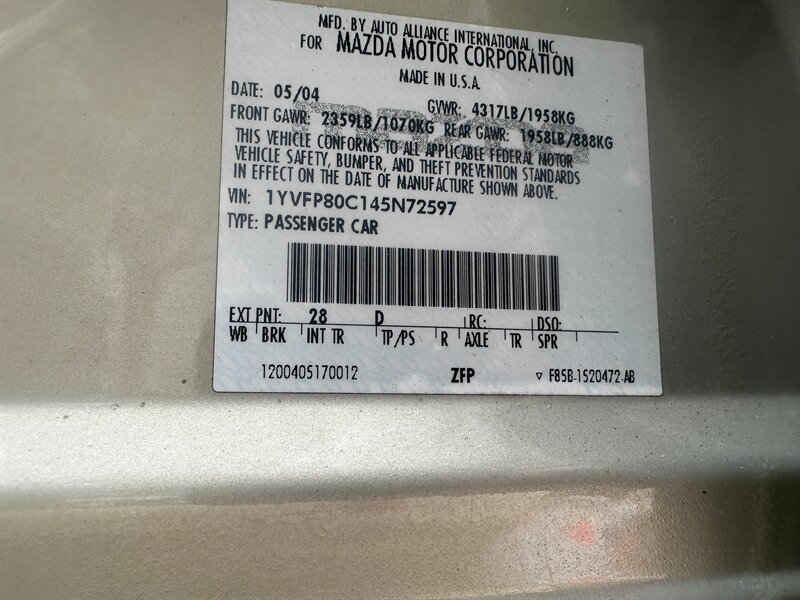 MFD. BY AUTO ALLIANCE INTERNATIONAL, INC.
FOR MAZDA MOTOR CORPORATION
MADE IN U.S.A.
DATE: 05/04 GVWR: 4317LB/1958KG
FRONT GAWR: 2359LB/1070KG REAR GAWR: 1958LB/888KG
THIS VEHICLE CONFORMS TO ALL APPLICABLE FEDERAL MOTOR
VEHICLE SAFETY, BUMPER, AND THEFT PREVENTION STANDARDS
IN EFFECT ON THE DATE OF MANUFACTURE SHOWN ABOVE.
VIN: 1YVFP80C145N72597
TYPE: PASSENGER CAR
EXT PNT: 28 D RC: DSO:
WB BRK INT TR TP/PS R AXLE TR SPR
1200405170012 ZFP ▽ F85B-1520472-AB